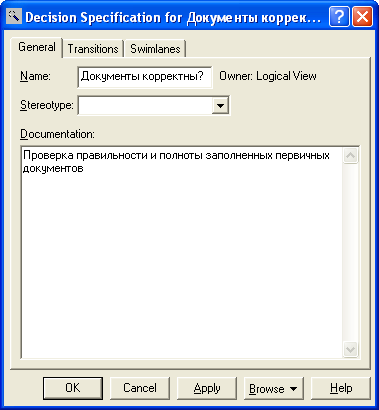 Decision Specification for Документы коррек...
General Transitions Swimlanes
Name: Документы корректны? Owner: Logical View
Stereotype:
Documentation:
Проверка правильности и полноты заполненных первичных
документов
OK Cancel Apply Browse Help